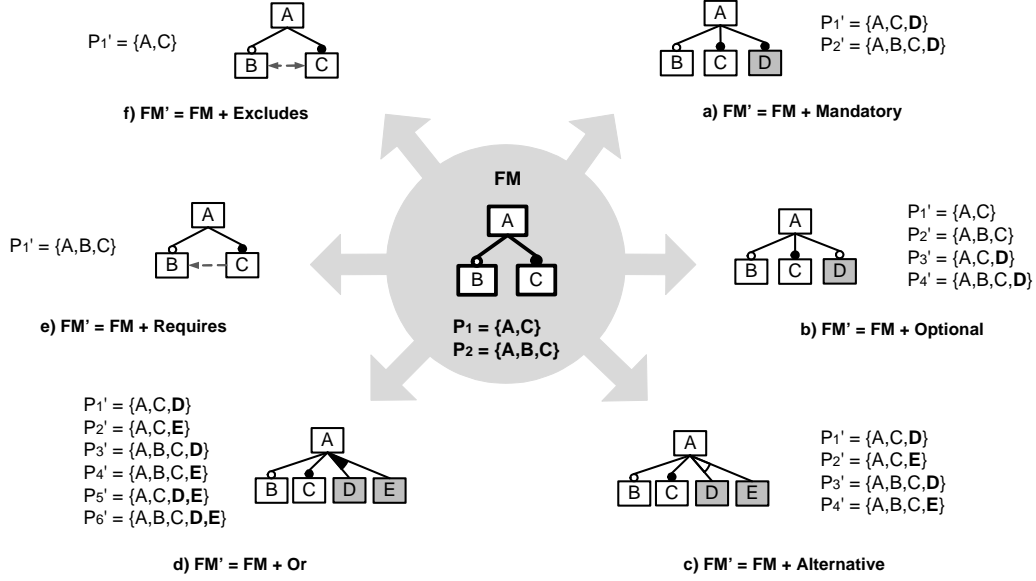 P1' = {A,C}
A
B
C
f) FM' = FM + Excludes
A
B
C
D
P1' = {A,C,D}
P2' = {A,B,C,D}
a) FM' = FM + Mandatory
FM
A
B
C
P1 = {A,C}
P2 = {A,B,C}
P1' = {A,B,C}
A
B
C
e) FM' = FM + Requires
A
B
C
D
P1' = {A,C}
P2' = {A,B,C}
P3' = {A,C,D}
P4' = {A,B,C,D}
b) FM' = FM + Optional
P1' = {A,C,D}
P2' = {A,C,E}
P3' = {A,B,C,D}
P4' = {A,B,C,E}
P5' = {A,C,D,E}
P6' = {A,B,C,D,E}
A
B
C
D
E
d) FM' = FM + Or
A
B
C
D
E
P1' = {A,C,D}
P2' = {A,C,E}
P3' = {A,B,C,D}
P4' = {A,B,C,E}
c) FM' = FM + Alternative